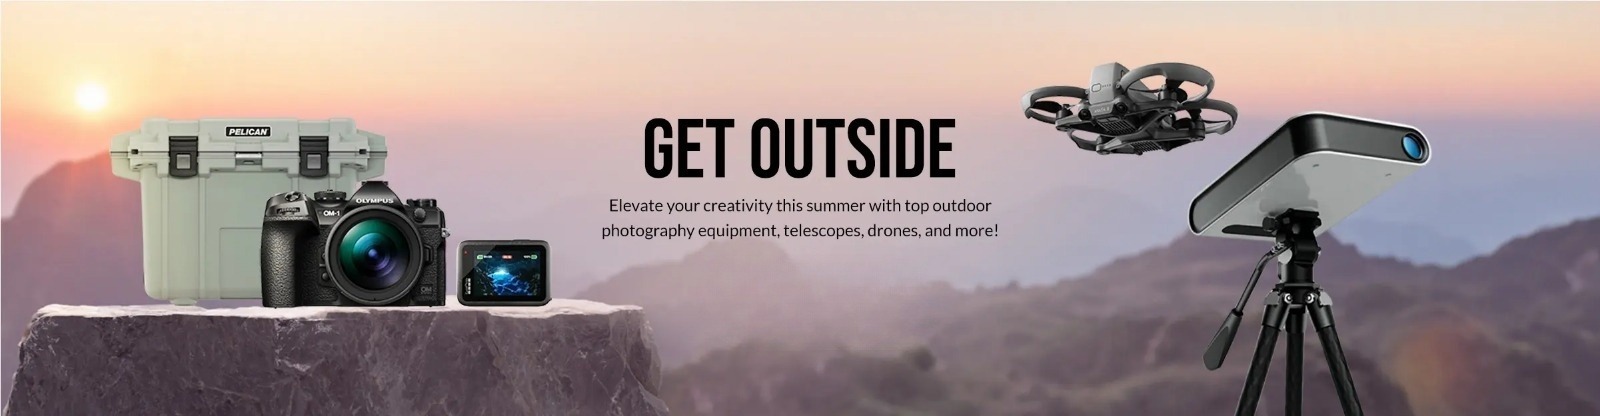 PELICAN
OLYMPUS
OM-1
GET OUTSIDE
Elevate your creativity this summer with top outdoor
photography equipment, telescopes, drones, and more!